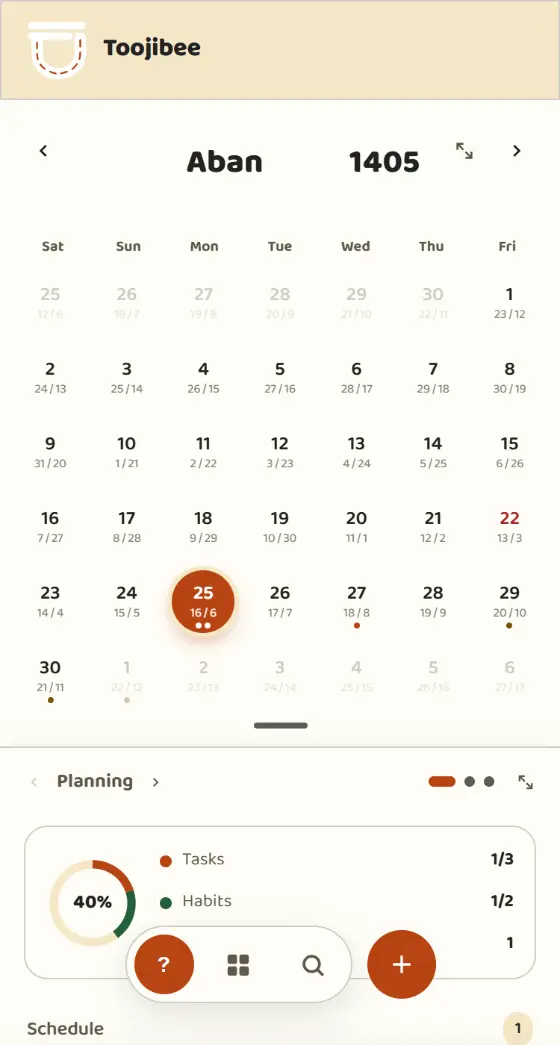 Toojibee
Aban 1405
Sat Sun Mon Tue Wed Thu Fri
25 26 27 28 29 30 1
17/6 18/7 19/8 20/9 21/10 22/11 23/12
2 3 4 5 6 7 8
24/13 25/14 26/15 27/16 28/17 29/18 30/19
9 10 11 12 13 14 15
31/20 1/21 2/22 3/23 4/24 5/25 6/26
16 17 18 19 20 21 22
7/27 8/28 9/29 10/30 11/1 12/2 13/3
23 24 25 26 27 28 29
14/4 15/5 16/6 17/7 18/8 19/9 20/10
30 1 2 3 4 5 6
21/11 22/12 23/13 24/14 25/15 26/16 27/17
Planning
40%
Tasks 1/3
Habits 1/2
1
?
+
Schedule 1